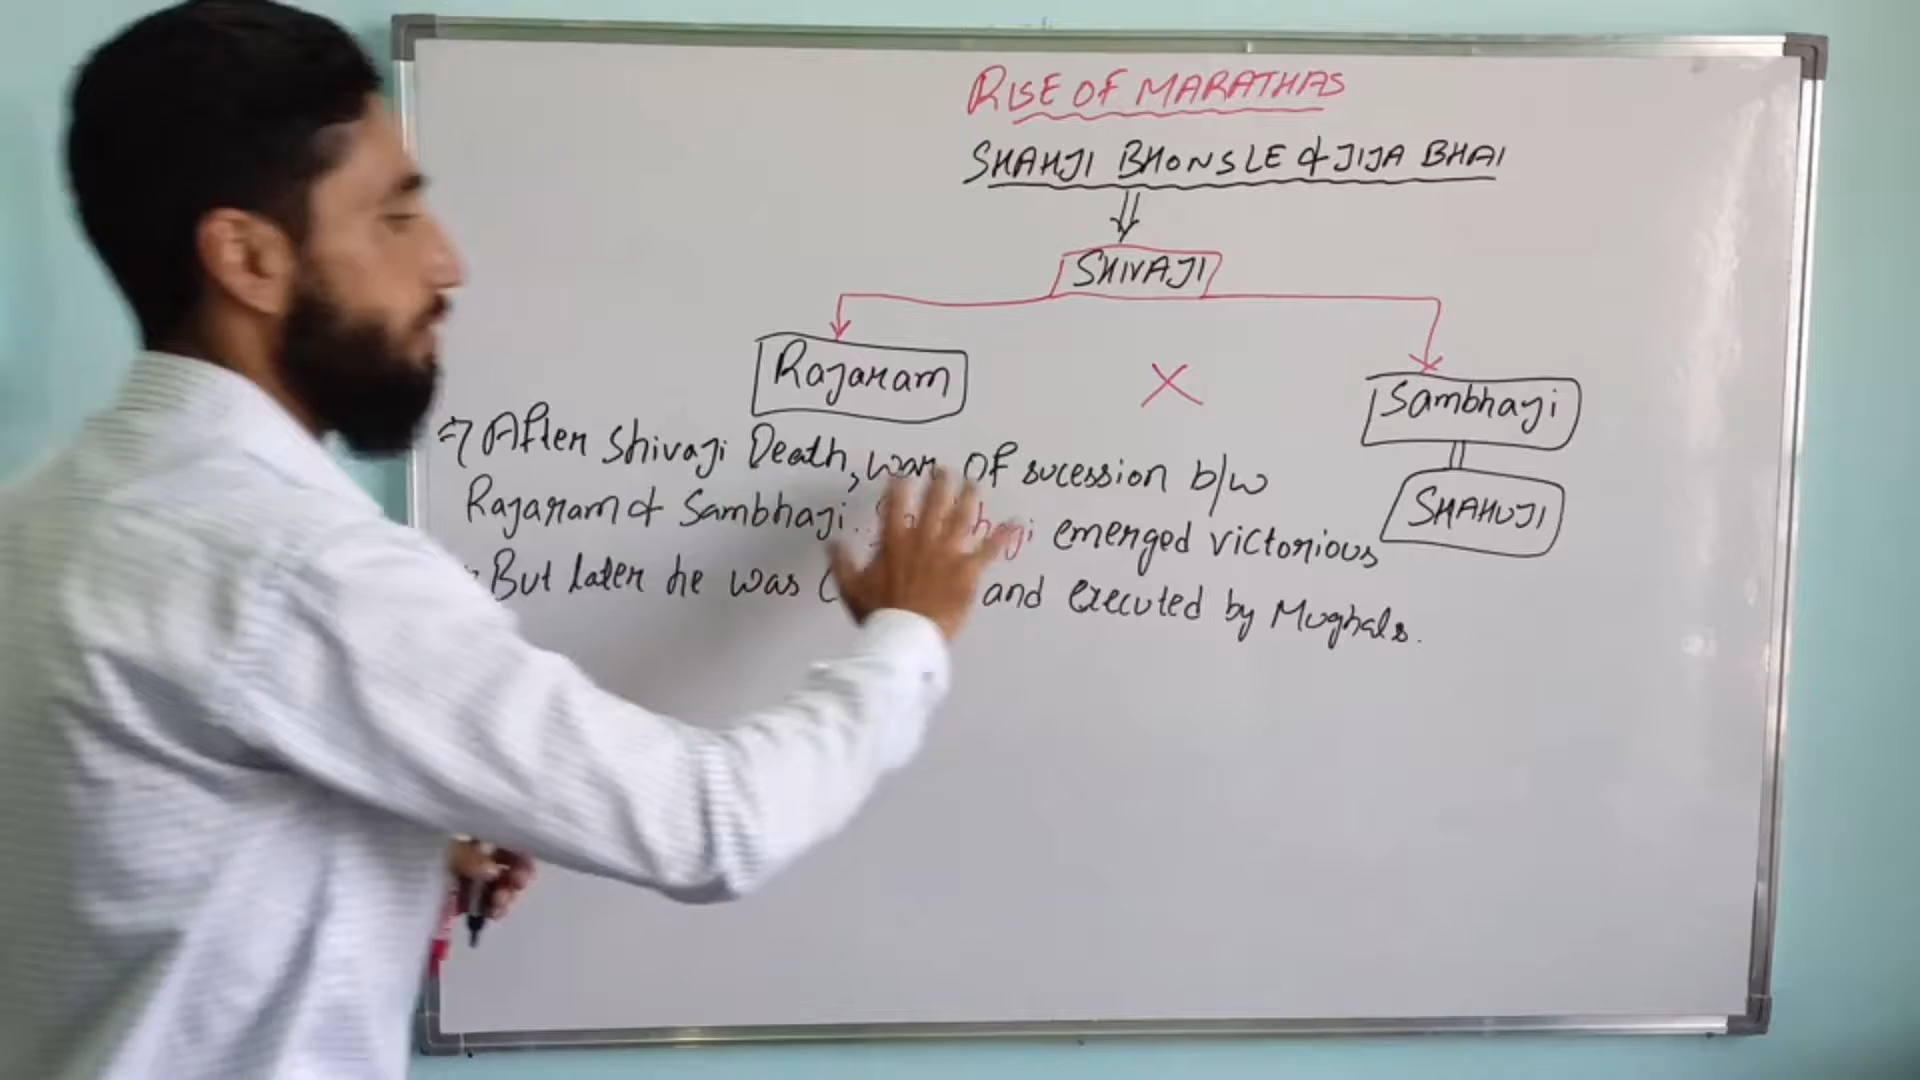 RISE OF MARATHAS
SHAHJI BHONSLE & JIJA BHAI
SHIVAJI
Rajaram
Sambhaji
SHAHUJI
=> After Shivaji Death, war of sucession b/w
Rajaram & Sambhaji. emerged victorious
But later he was and executed by Mughals.